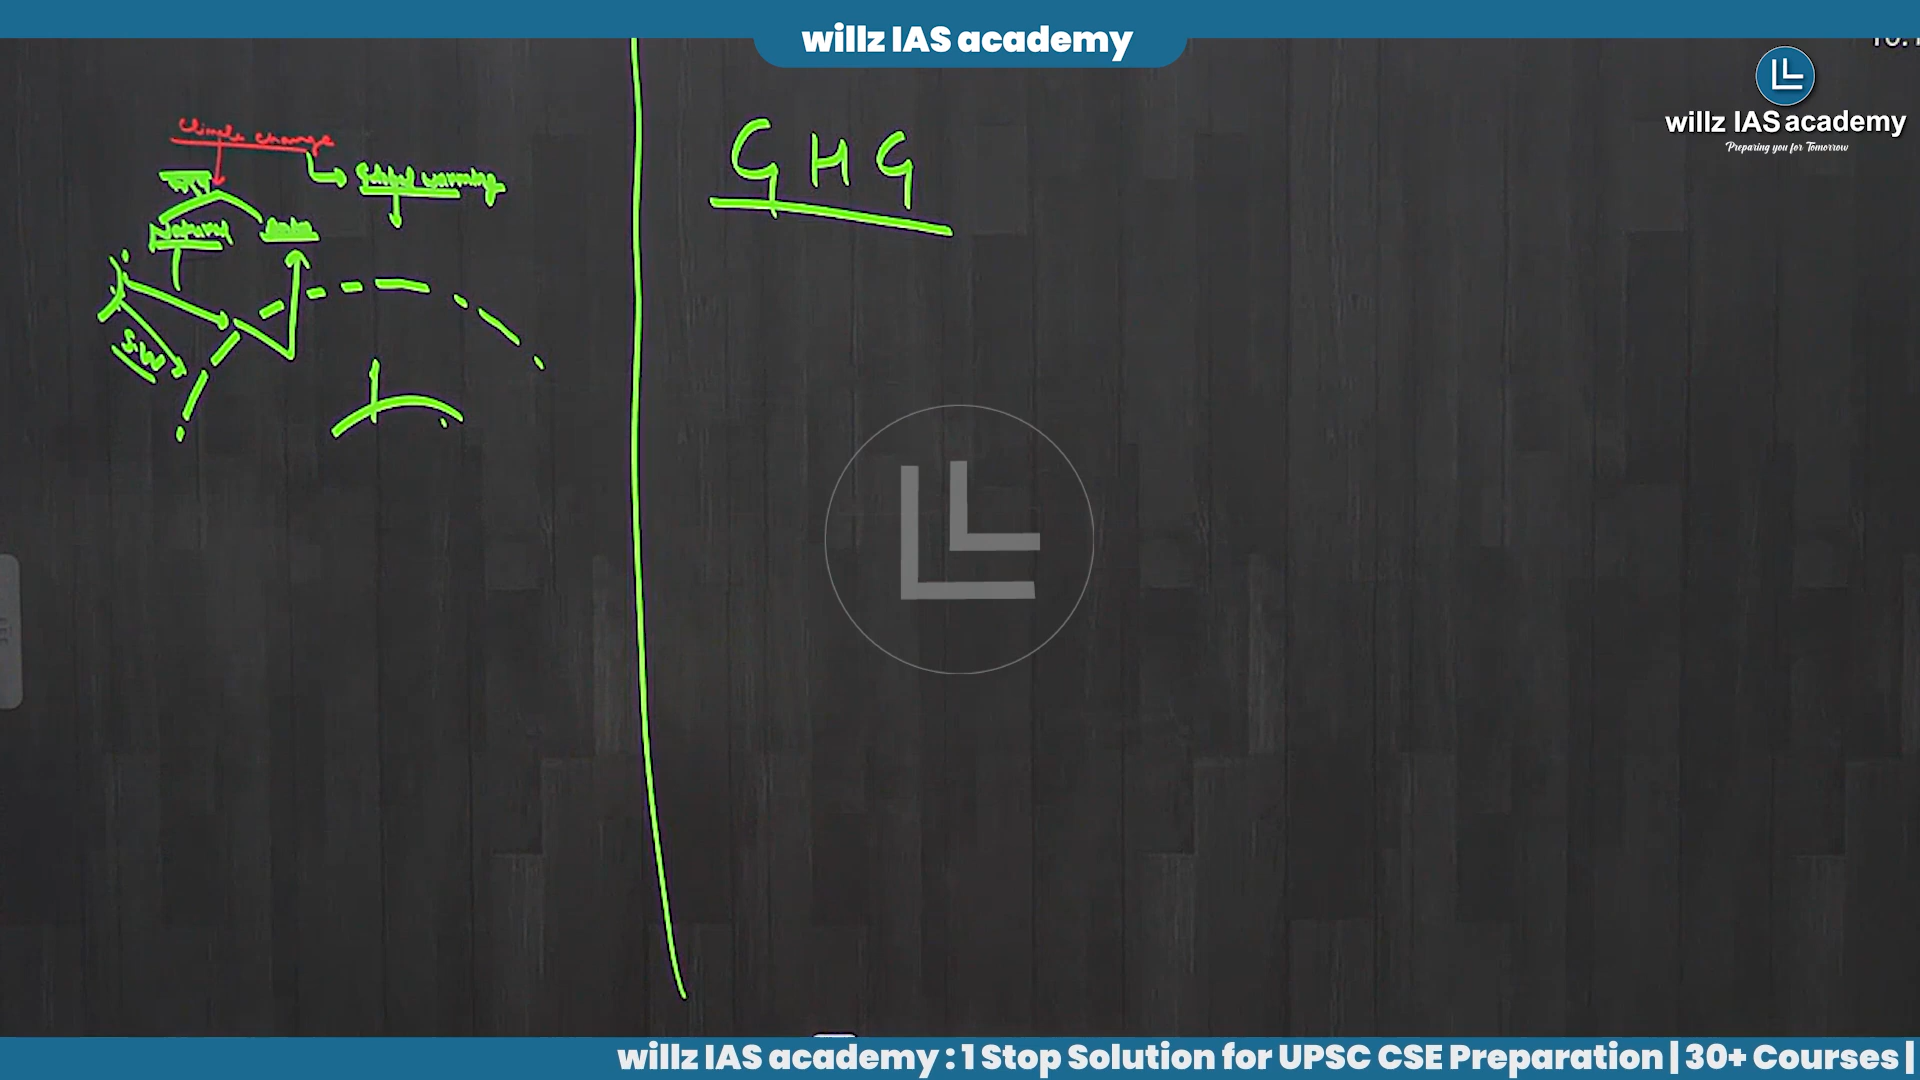 willz IAS academy
willz IAS academy
Preparing you for Tomorrow
Climate change
Global warming
Natural
GHG
willz IAS academy : 1 Stop Solution for UPSC CSE Preparation | 30+ Courses |